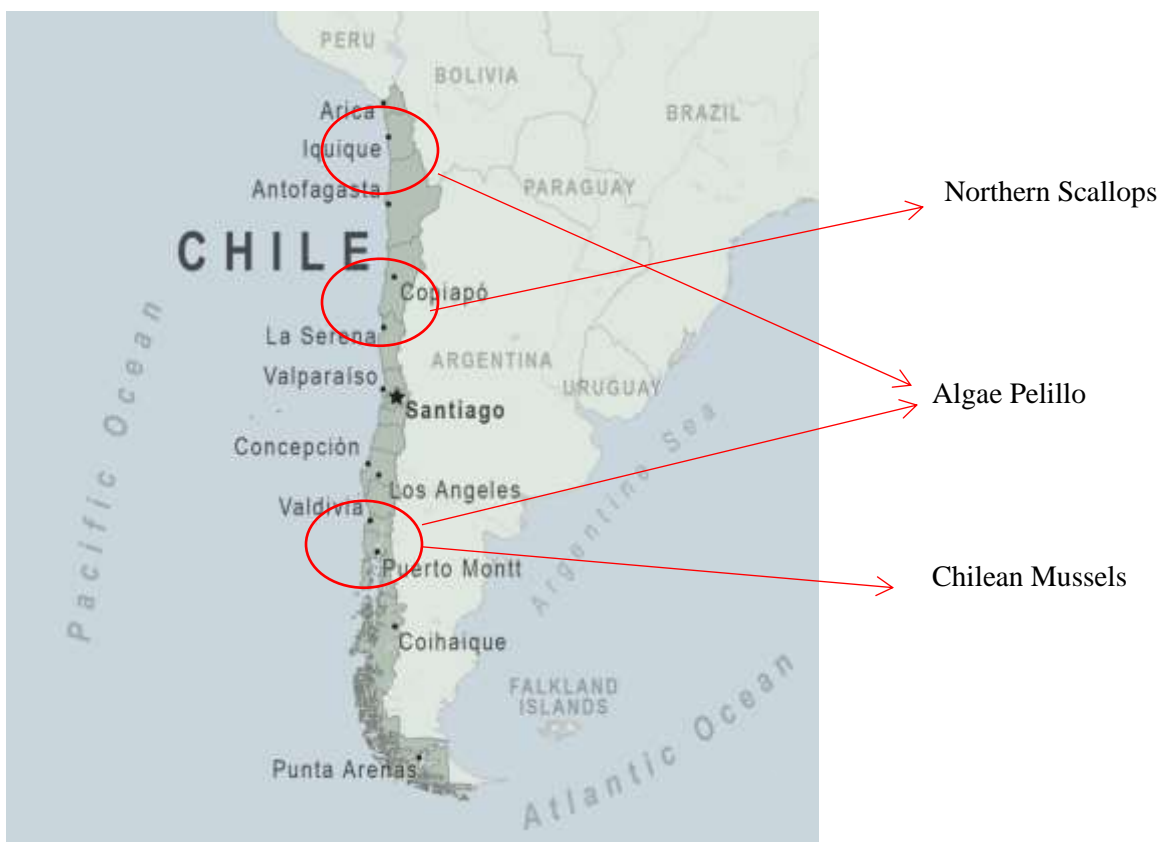 PERU
BOLIVIA
BRAZIL
Arica
Iquique
Antofagasta
PARAGUAY
Northern Scallops
CHILE
Copiapó
La Serena
ARGENTINA
Valparaíso
URUGUAY
Algae Pelillo
Santiago
Concepción
Los Angeles
Valdivia
Puerto Montt
Chilean Mussels
Coihaique
FALKLAND
ISLANDS
Punta Arenas
Pacific Ocean
Argentino Sea
Atlantic Ocean